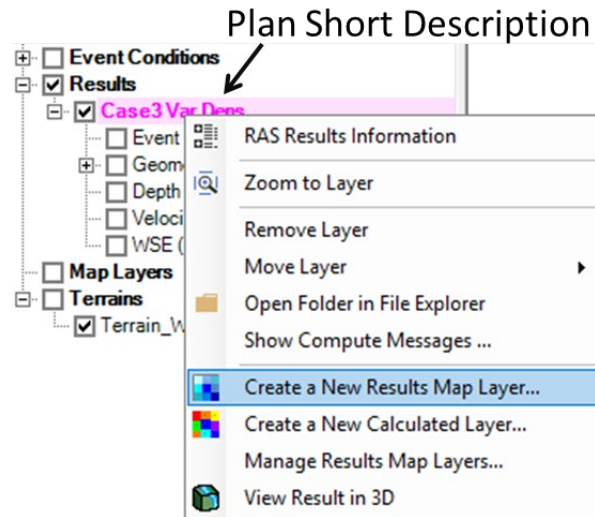 Plan Short Description
Event Conditions
Results
Case3 Var Dens
Event
RAS Results Information
Geom
Depth
Zoom to Layer
Veloci
WSE (
Remove Layer
Map Layers
Move Layer
Terrains
Open Folder in File Explorer
Terrain_W
Show Compute Messages ...
Create a New Results Map Layer...
Create a New Calculated Layer...
Manage Results Map Layers...
View Result in 3D